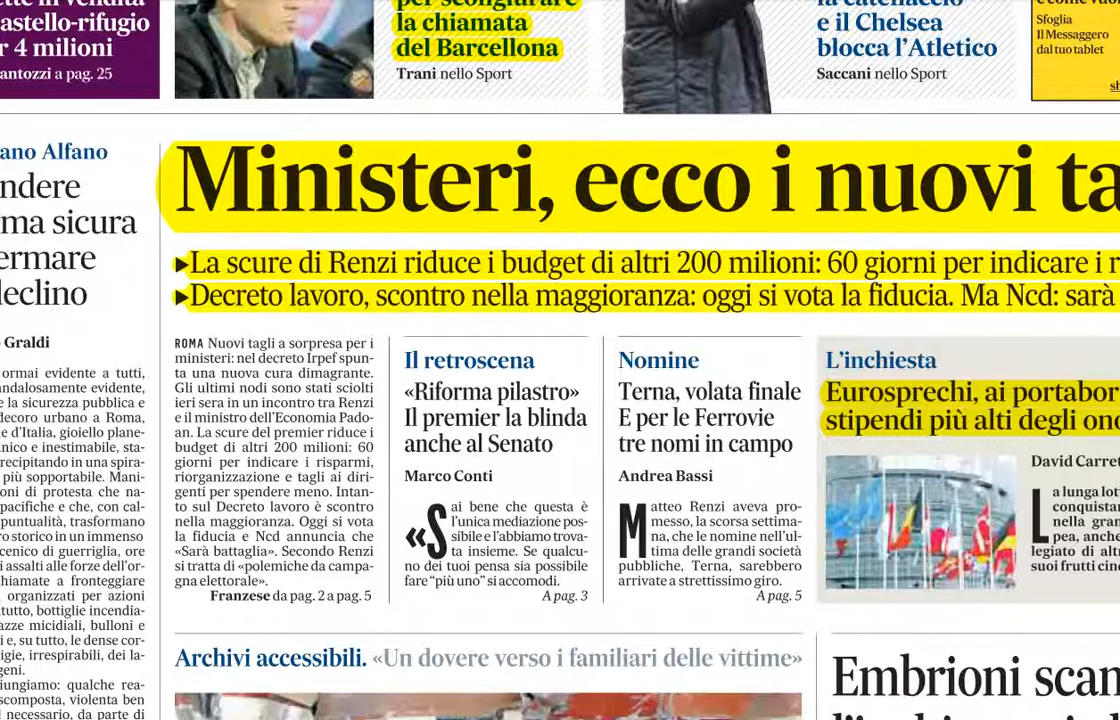 in vendita
astello-rifugio
4 milioni
antozzi a pag. 25
per scongiurare
la chiamata
del Barcellona
Trani nello Sport
la catenaccio
e il Chelsea
blocca l'Atletico
Saccani nello Sport
Sfoglia
Il Messaggero
dal tuo tablet
ano Alfano
ndere
ma sicura
ermare
declino
Graldi
ormai evidente a tutti,
andalosamente evidente,
e la sicurezza pubblica e
decoro urbano a Roma,
e d'Italia, gioiello plane-
nico e inestimabile, sta-
recipitando in una spira-
più sopportabile. Mani-
oni di protesta che na-
pacifiche e che, con cal-
puntualità, trasformano
ro storico in un immenso
cenico di guerriglia, ore
i assalti alle forze dell'or-
chiamate a fronteggiare
organizzati per azioni
tutto, bottiglie incendia-
azze micidiali, bulloni e
i e, su tutto, le dense cor-
igie, irrespirabili, dei la-
geni.
iungiamo: qualche rea-
scomposta, violenta ben
l necessario, da parte di
Ministeri, ecco i nuovi ta
▸La scure di Renzi riduce i budget di altri 200 milioni: 60 giorni per indicare i r
▸Decreto lavoro, scontro nella maggioranza: oggi si vota la fiducia. Ma Ncd: sarà
ROMA Nuovi tagli a sorpresa per i
ministeri: nel decreto Irpef spun-
ta una nuova cura dimagrante.
Gli ultimi nodi sono stati sciolti
ieri sera in un incontro tra Renzi
e il ministro dell'Economia Pado-
an. La scure del premier riduce i
budget di altri 200 milioni: 60
giorni per indicare i risparmi,
riorganizzazione e tagli ai diri-
genti per spendere meno. Intan-
to sul Decreto lavoro è scontro
nella maggioranza. Oggi si vota
la fiducia e Ncd annuncia che
«Sarà battaglia». Secondo Renzi
si tratta di «polemiche da campa-
gna elettorale».
Franzese da pag. 2 a pag. 5
Il retroscena
«Riforma pilastro»
Il premier la blinda
anche al Senato
Marco Conti
«Sai bene che questa è
l'unica mediazione pos-
sibile e l'abbiamo trova-
ta insieme. Se qualcu-
no dei tuoi pensa sia possibile
fare "più uno" si accomodi.
A pag. 3
Nomine
Terna, volata finale
E per le Ferrovie
tre nomi in campo
Andrea Bassi
Matteo Renzi aveva pro-
messo, la scorsa settima-
na, che le nomine nell'ul-
tima delle grandi società
pubbliche, Terna, sarebbero
arrivate a strettissimo giro.
A pag. 5
L'inchiesta
Eurosprechi, ai portabor
stipendi più alti degli ono
David Carret
La lunga lot
conquistan
nella gran
pea, anche
legiato di alt
suoi frutti cinq
Archivi accessibili. «Un dovere verso i familiari delle vittime»
Embrioni scam